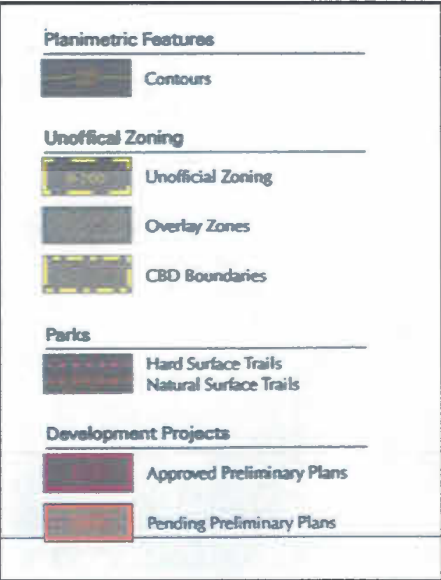 Planimetric Features
Contours
Unoffical Zoning
Unofficial Zoning
Overlay Zones
CBD Boundaries
Parks
Hard Surface Trails
Natural Surface Trails
Development Projects
Approved Preliminary Plans
Pending Preliminary Plans